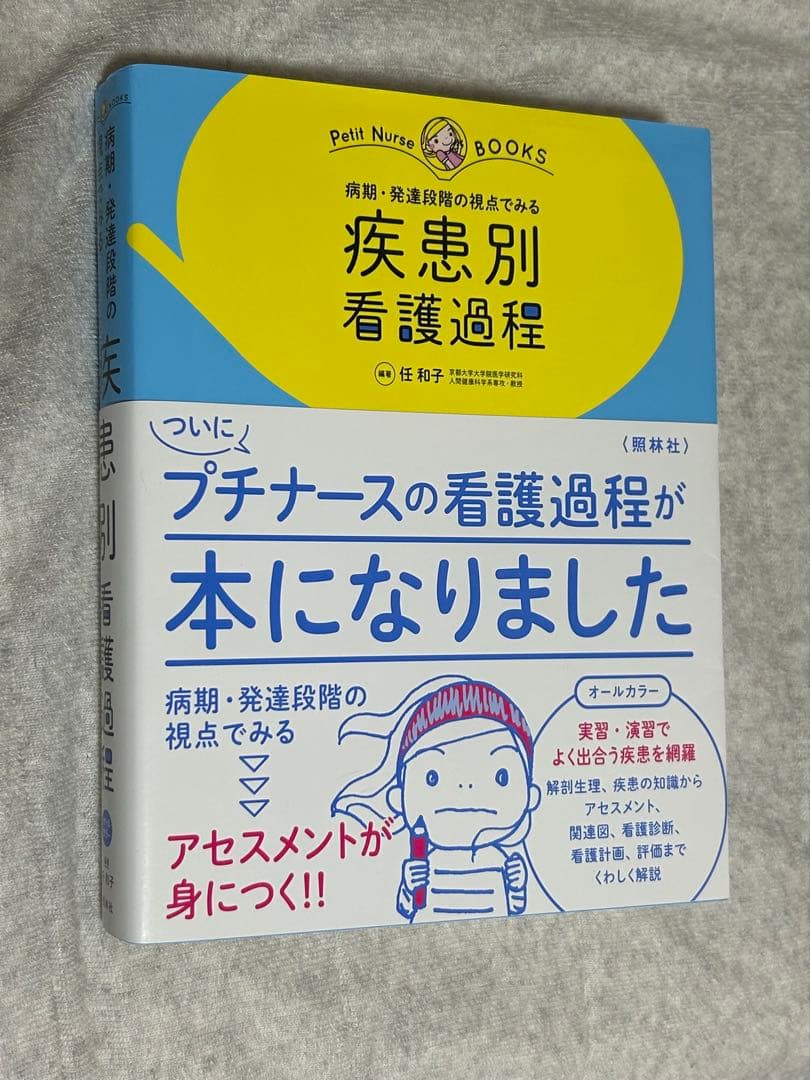 Petit Nurse BOOKS
病期・発達段階の視点でみる
疾患別
看護過程
編著 任 和子 京都大学大学院医学研究科
人間健康科学系専攻・教授
ついに
〈照林社〉
プチナースの看護過程が
本になりました
病期・発達段階の
視点でみる
アセスメントが
身につく!!
オールカラー
実習・演習で
よく出合う疾患を網羅
解剖生理、疾患の知識から
アセスメント、
関連図、看護診断、
看護計画、評価まで
くわしく解説
BOOKS
病期・発達段階の
疾患別
看護過程